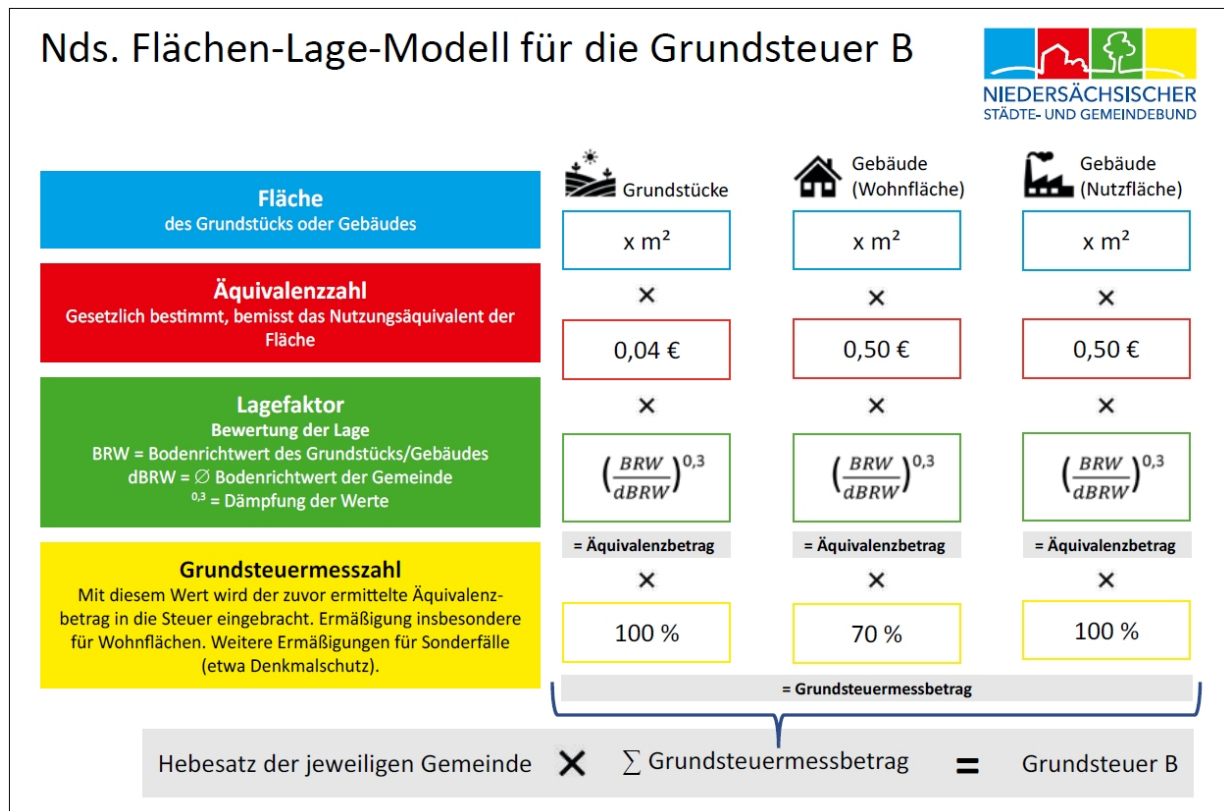 Nds. Flächen-Lage-Modell für die Grundsteuer B
NIEDERSÄCHSISCHER
STÄDTE- UND GEMEINDEBUND
Fläche
des Grundstücks oder Gebäudes
Grundstücke
Gebäude
(Wohnfläche)
Gebäude
(Nutzfläche)
x m²
x m²
x m²
Äquivalenzzahl
Gesetzlich bestimmt, bemisst das Nutzungsäquivalent der
Fläche
×
×
×
0,04 €
0,50 €
0,50 €
Lagefaktor
Bewertung der Lage
BRW = Bodenrichtwert des Grundstücks/Gebäudes
dBRW = ∅ Bodenrichtwert der Gemeinde
0,3 = Dämpfung der Werte
×
×
×
(BRW/dBRW)^0,3
(BRW/dBRW)^0,3
(BRW/dBRW)^0,3
= Äquivalenzbetrag
= Äquivalenzbetrag
= Äquivalenzbetrag
Grundsteuermesszahl
Mit diesem Wert wird der zuvor ermittelte Äquivalenz-
betrag in die Steuer eingebracht. Ermäßigung insbesondere
für Wohnflächen. Weitere Ermäßigungen für Sonderfälle
(etwa Denkmalschutz).
×
×
×
100 %
70 %
100 %
= Grundsteuermessbetrag
Hebesatz der jeweiligen Gemeinde × ∑ Grundsteuermessbetrag = Grundsteuer B